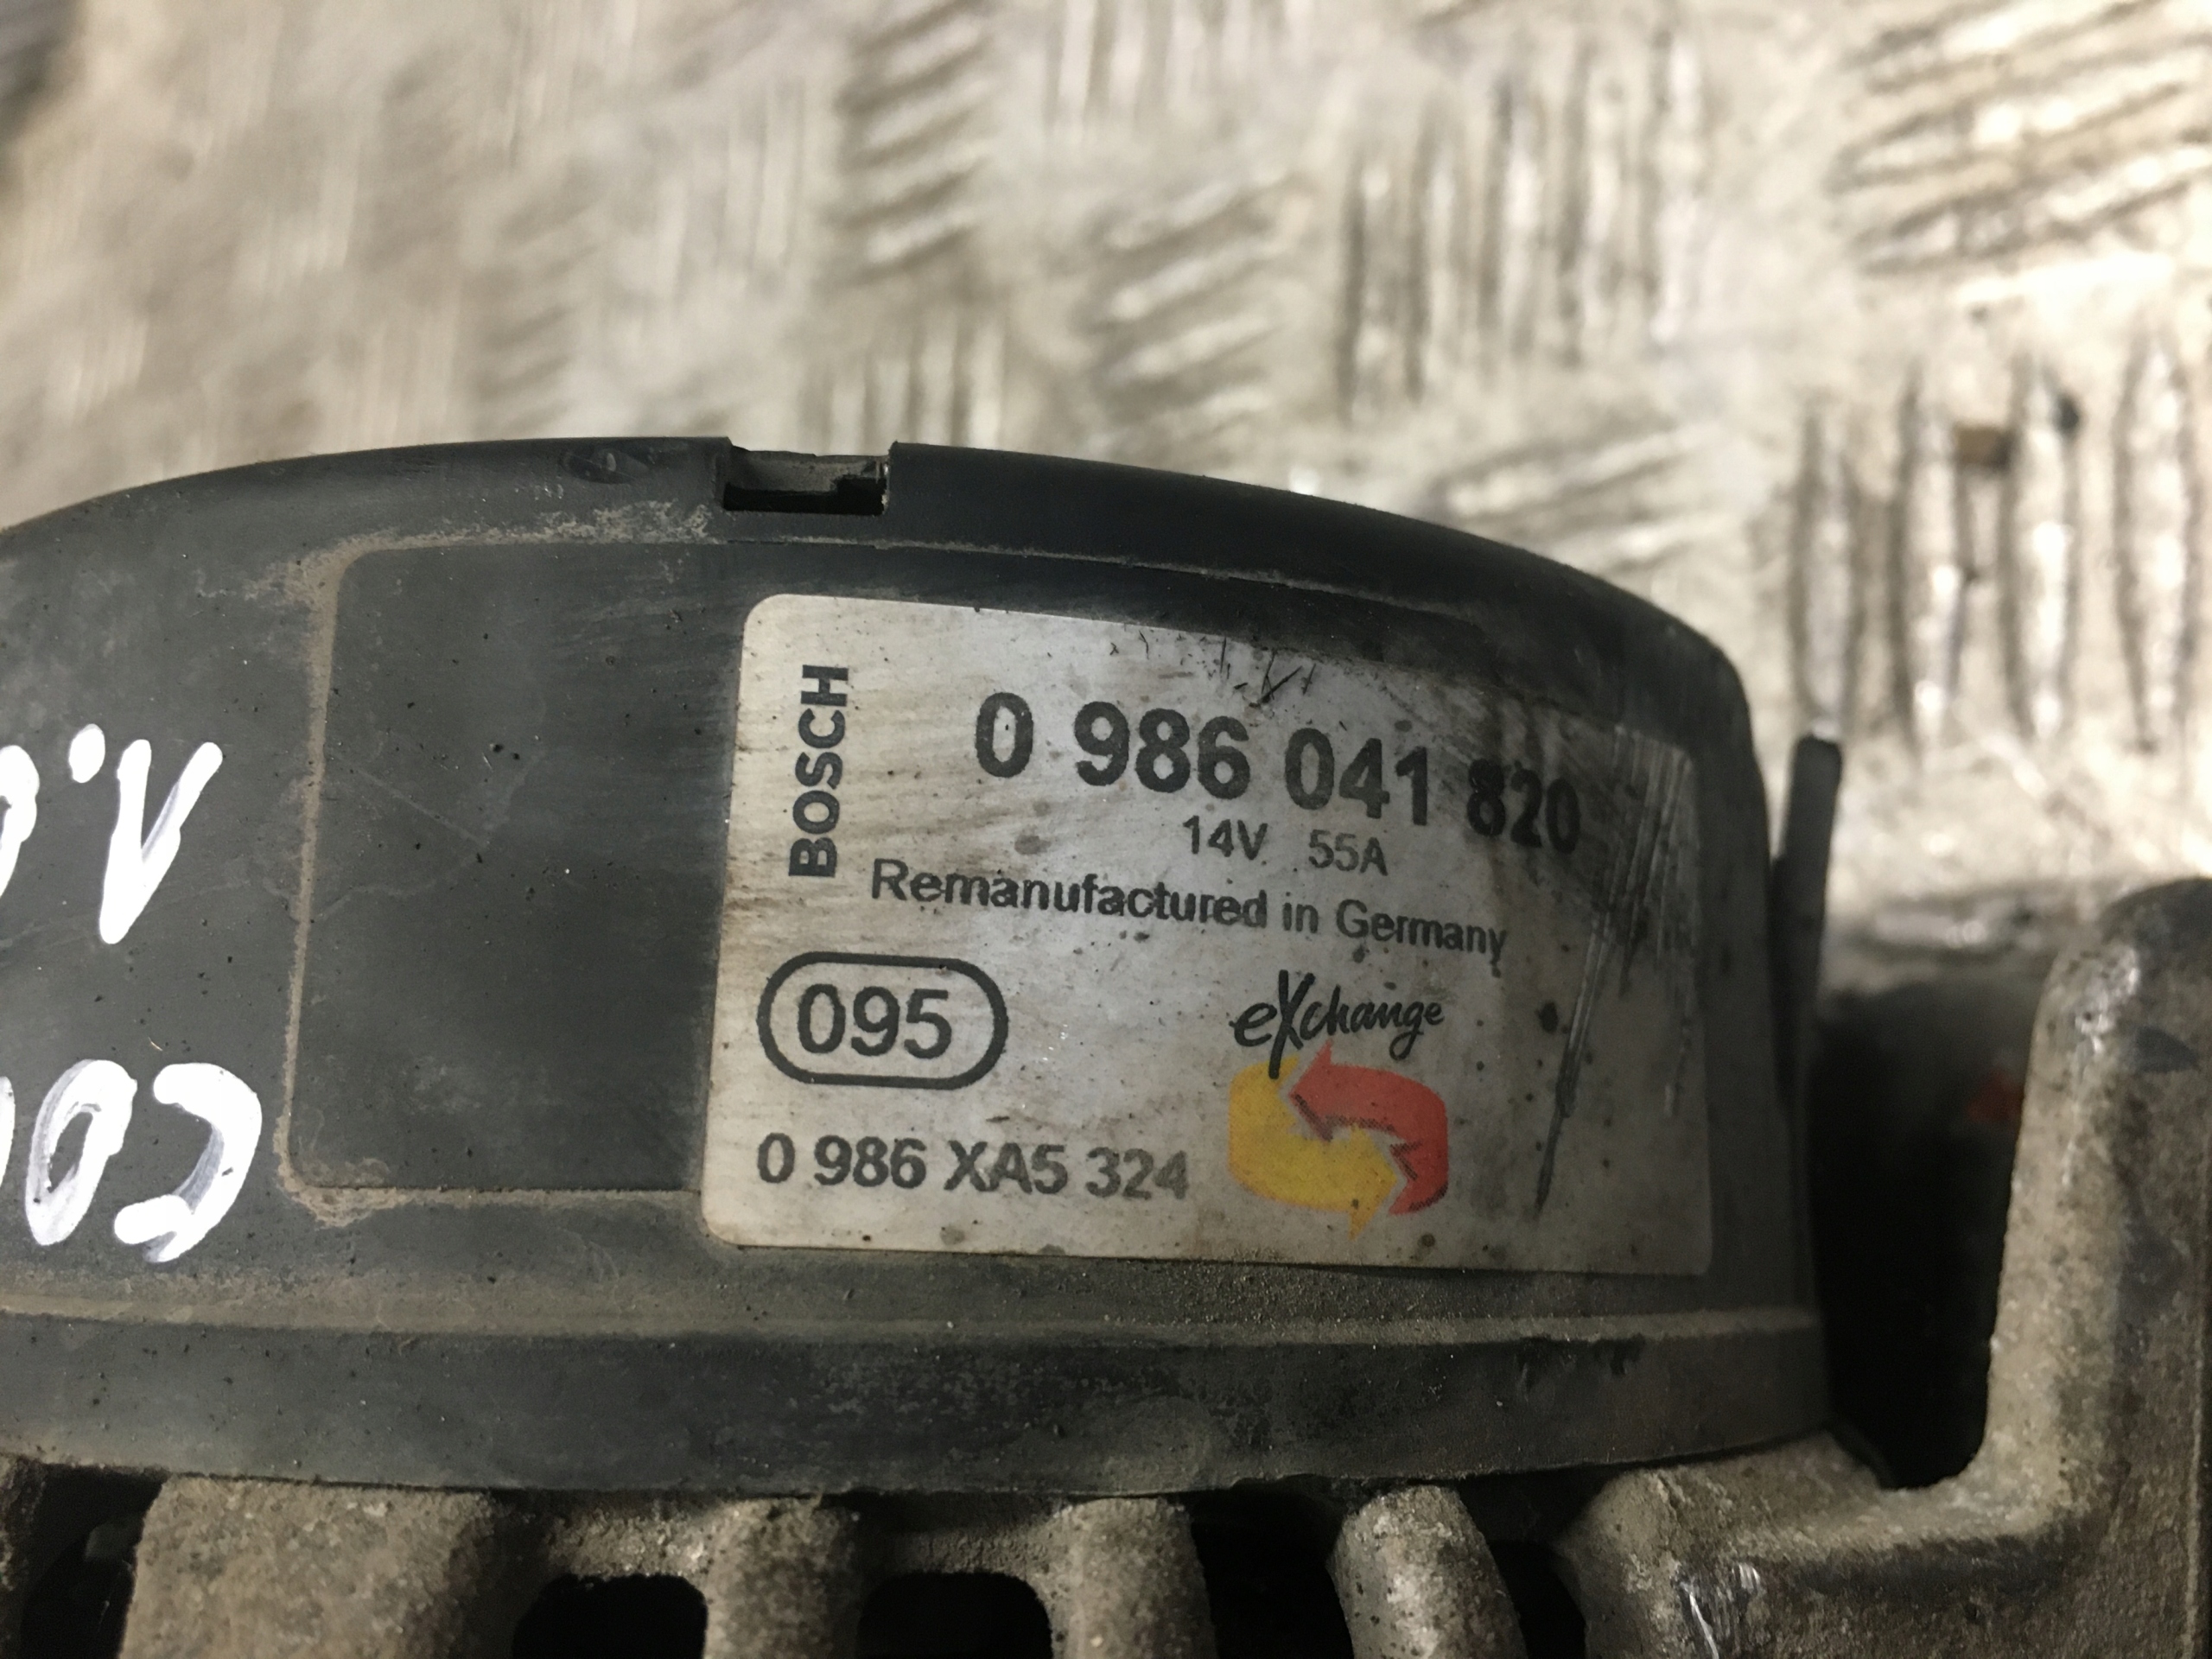 BOSCH
0 986 041 820
14V 55A
Remanufactured in Germany
095
eXchange
0 986 XA5 324